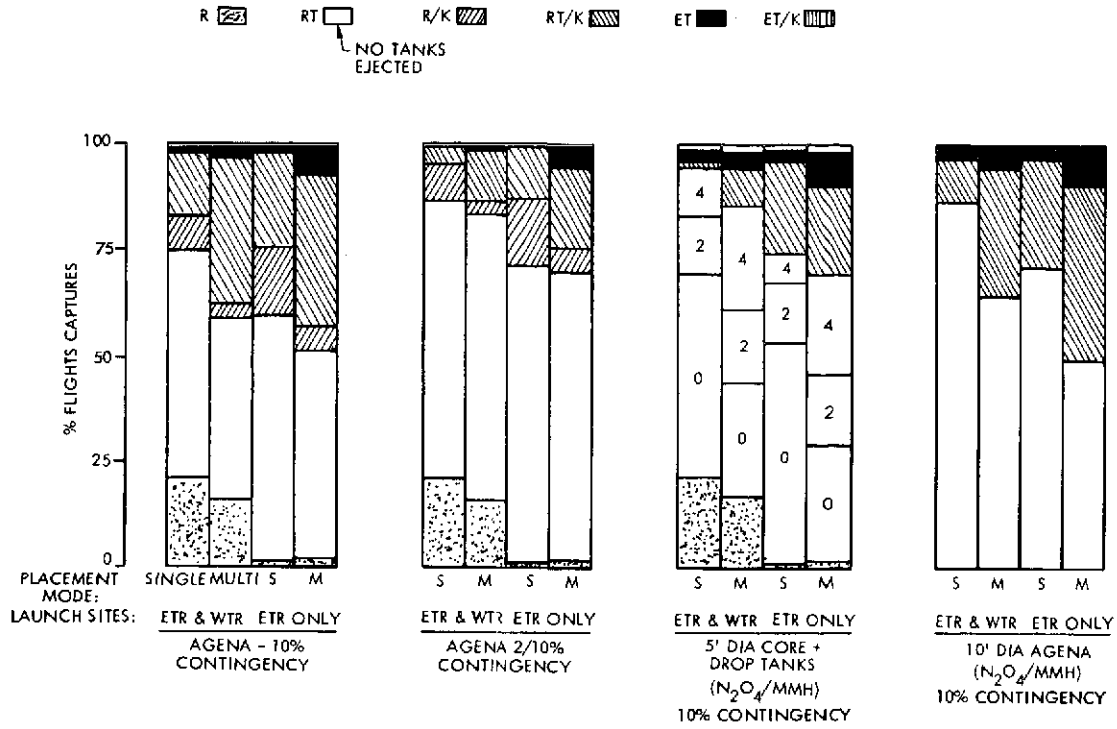 R RT R/K RT/K ET ET/K
NO TANKS
EJECTED
% FLIGHTS CAPTURES
100
75
50
25
0
4
2
0
4
2
0
4
2
0
4
2
0
PLACEMENT
MODE:
SINGLE MULTI S M
S M S M
S M S M
S M S M
LAUNCH SITES:
ETR & WTR ETR ONLY
ETR & WTR ETR ONLY
ETR & WTR ETR ONLY
ETR & WTR ETR ONLY
AGENA – 10%
CONTINGENCY
AGENA 2/10%
CONTINGENCY
5' DIA CORE +
DROP TANKS
(N₂O₄/MMH)
10% CONTINGENCY
10' DIA AGENA
(N₂O₄/MMH)
10% CONTINGENCY